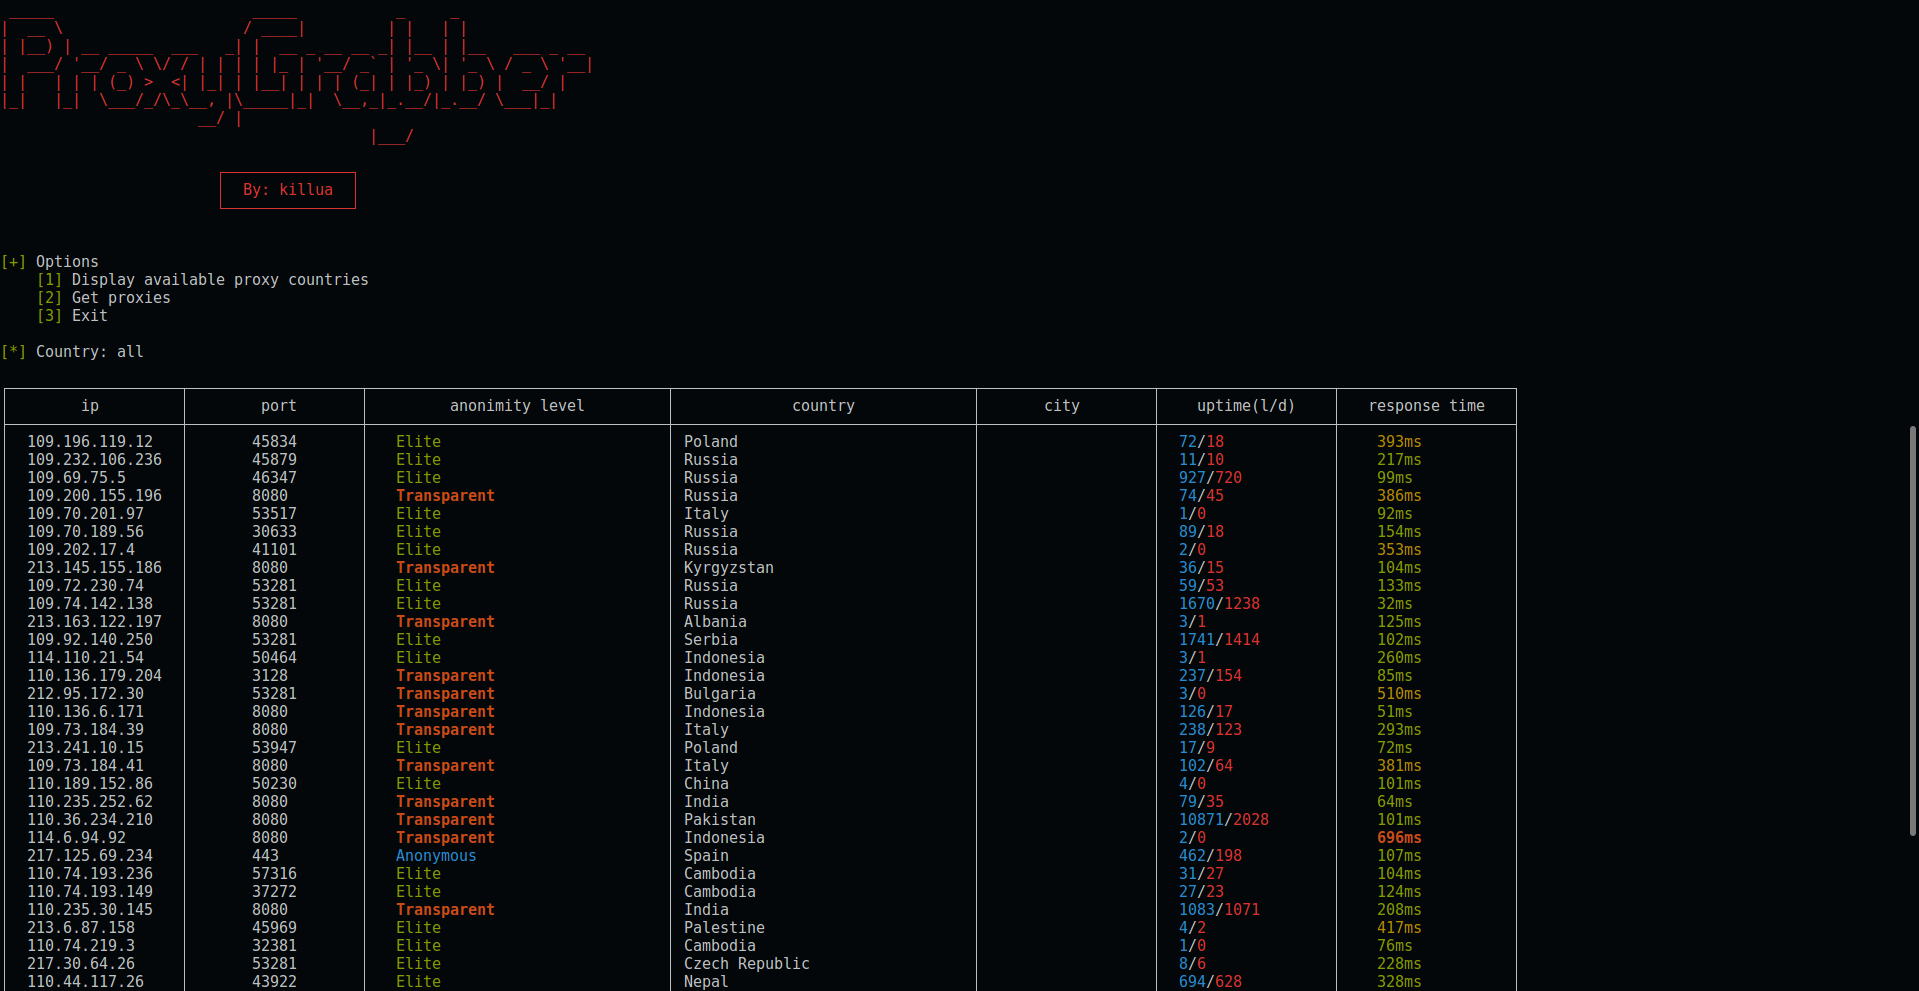 ProxyGrabber
By: killua
[+] Options
[1] Display available proxy countries
[2] Get proxies
[3] Exit
[*] Country: all
ip port anonimity level country city uptime(l/d) response time
109.196.119.12 45834 Elite Poland 72/18 393ms
109.232.106.236 45879 Elite Russia 11/10 217ms
109.69.75.5 46347 Elite Russia 927/720 99ms
109.200.155.196 8080 Transparent Russia 74/45 386ms
109.70.201.97 53517 Elite Italy 1/0 92ms
109.70.189.56 30633 Elite Russia 89/18 154ms
109.202.17.4 41101 Elite Russia 2/0 353ms
213.145.155.186 8080 Transparent Kyrgyzstan 36/15 104ms
109.72.230.74 53281 Elite Russia 59/53 133ms
109.74.142.138 53281 Elite Russia 1670/1238 32ms
213.163.122.197 8080 Transparent Albania 3/1 125ms
109.92.140.250 53281 Elite Serbia 1741/1414 102ms
114.110.21.54 50464 Elite Indonesia 3/1 260ms
110.136.179.204 3128 Transparent Indonesia 237/154 85ms
212.95.172.30 53281 Transparent Bulgaria 3/0 510ms
110.136.6.171 8080 Transparent Indonesia 126/17 51ms
109.73.184.39 8080 Transparent Italy 238/123 293ms
213.241.10.15 53947 Elite Poland 17/9 72ms
109.73.184.41 8080 Transparent Italy 102/64 381ms
110.189.152.86 50230 Elite China 4/0 101ms
110.235.252.62 8080 Transparent India 79/35 64ms
110.36.234.210 8080 Transparent Pakistan 10871/2028 101ms
114.6.94.92 8080 Transparent Indonesia 2/0 696ms
217.125.69.234 443 Anonymous Spain 462/198 107ms
110.74.193.236 57316 Elite Cambodia 31/27 104ms
110.74.193.149 37272 Elite Cambodia 27/23 124ms
110.235.30.145 8080 Transparent India 1083/1071 208ms
213.6.87.158 45969 Elite Palestine 4/2 417ms
110.74.219.3 32381 Elite Cambodia 1/0 76ms
217.30.64.26 53281 Elite Czech Republic 8/6 228ms
110.44.117.26 43922 Elite Nepal 694/628 328ms